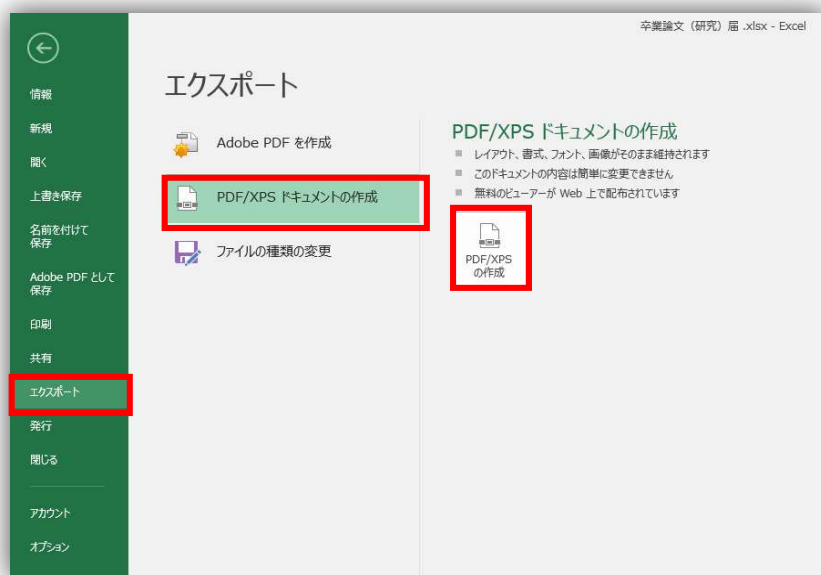 卒業論文（研究）届 .xlsx - Excel
情報
新規
開く
上書き保存
名前を付けて
保存
Adobe PDF として
保存
印刷
共有
エクスポート
発行
閉じる
アカウント
オプション
エクスポート
Adobe PDF を作成
PDF/XPS ドキュメントの作成
ファイルの種類の変更
PDF/XPS ドキュメントの作成
レイアウト、書式、フォント、画像がそのまま維持されます
このドキュメントの内容は簡単に変更できません
無料のビューアーが Web 上で配布されています
PDF/XPS
の作成